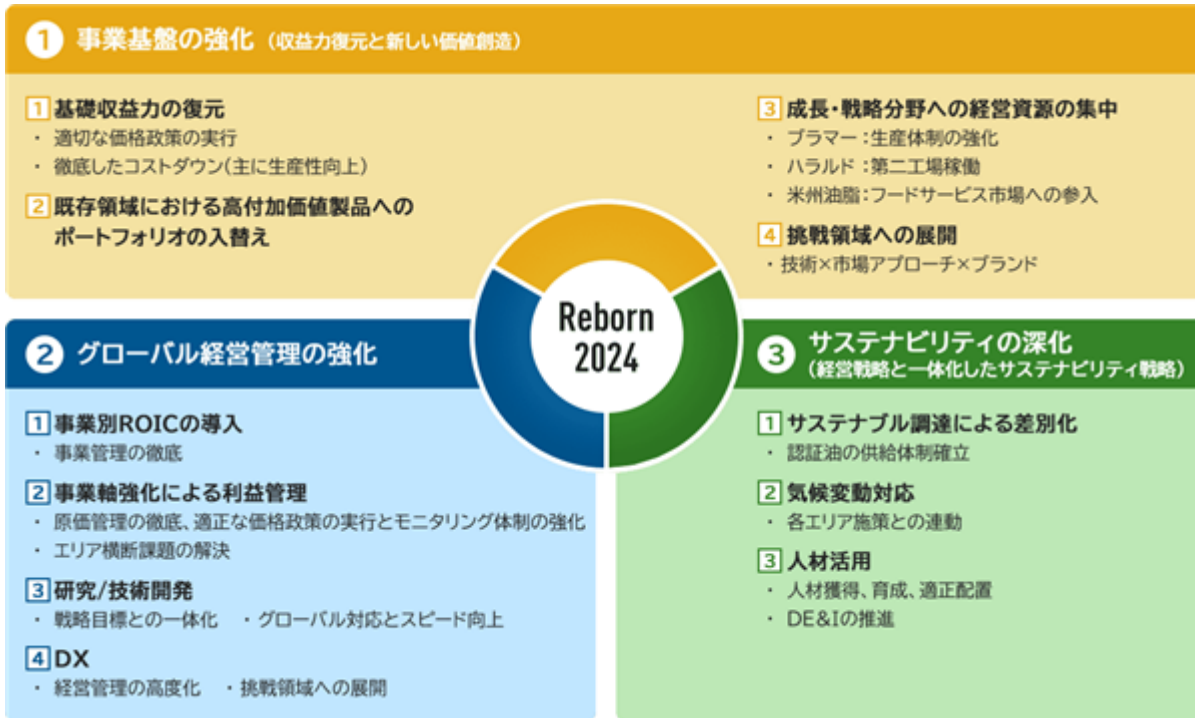 1 事業基盤の強化（収益力復元と新しい価値創造）
1 基礎収益力の復元
・ 適切な価格政策の実行
・ 徹底したコストダウン（主に生産性向上）
2 既存領域における高付加価値製品への
ポートフォリオの入替え
3 成長・戦略分野への経営資源の集中
・ ブラマー：生産体制の強化
・ ハラルド：第二工場稼働
・ 米州油脂：フードサービス市場への参入
4 挑戦領域への展開
・技術×市場アプローチ×ブランド
Reborn
2024
2 グローバル経営管理の強化
1 事業別ROICの導入
・ 事業管理の徹底
2 事業軸強化による利益管理
・ 原価管理の徹底、適正な価格政策の実行とモニタリング体制の強化
・ エリア横断課題の解決
3 研究/技術開発
・ 戦略目標との一体化 ・グローバル対応とスピード向上
4 DX
・ 経営管理の高度化 ・挑戦領域への展開
3 サステナビリティの深化
（経営戦略と一体化したサステナビリティ戦略）
1 サステナブル調達による差別化
・ 認証油の供給体制確立
2 気候変動対応
・ 各エリア施策との連動
3 人材活用
・ 人材獲得、育成、適正配置
・ DE&Iの推進